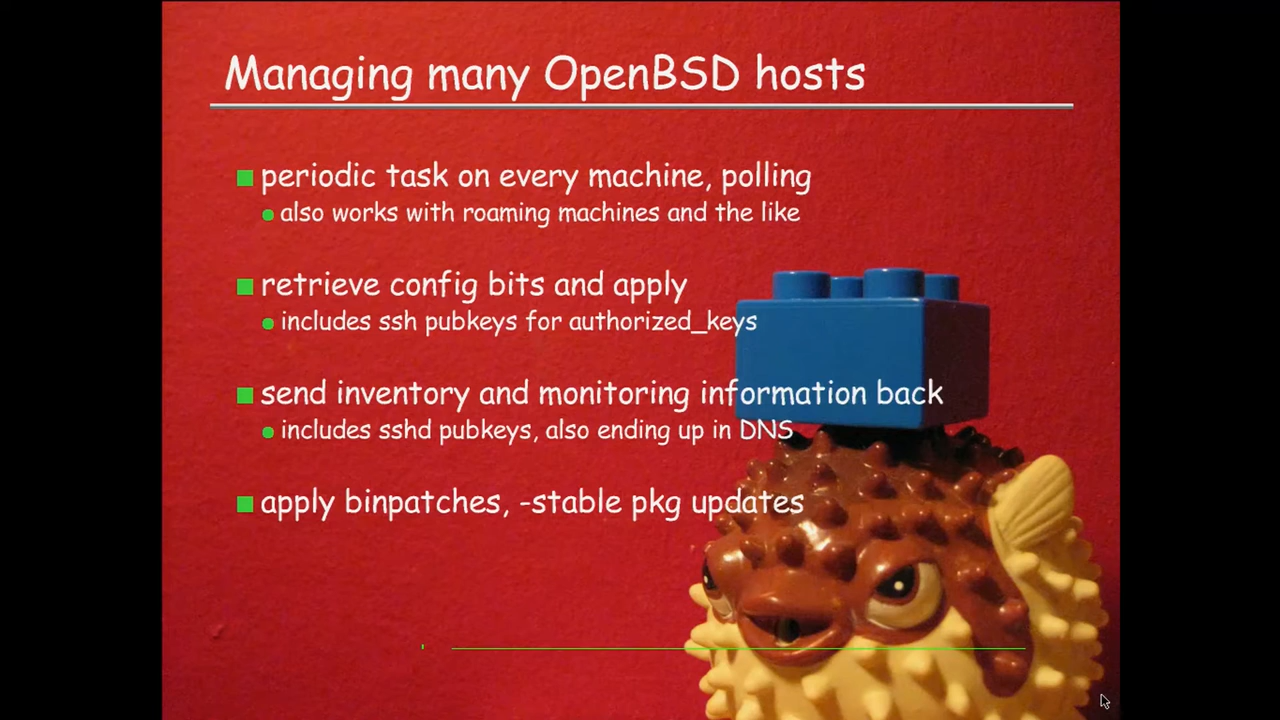 Managing many OpenBSD hosts
periodic task on every machine, polling
also works with roaming machines and the like
retrieve config bits and apply
includes ssh pubkeys for authorized_keys
send inventory and monitoring information back
includes sshd pubkeys, also ending up in DNS
apply binpatches, -stable pkg updates